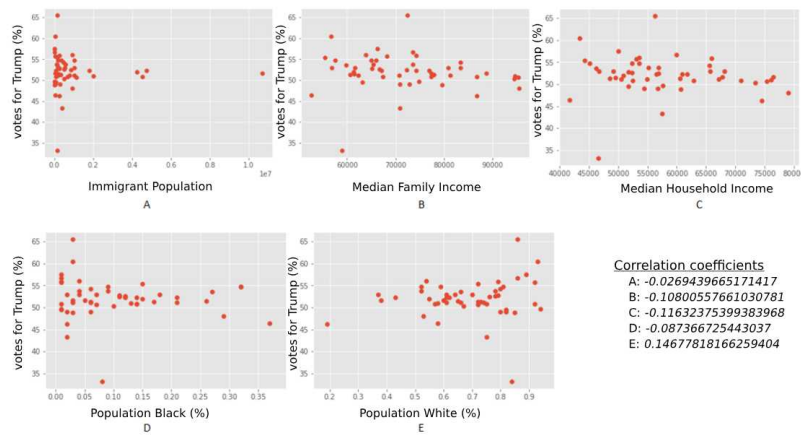 votes for Trump (%)
65
60
55
50
45
40
35
0.0 0.2 0.4 0.6 0.8 1.0
1e7
Immigrant Population
A
votes for Trump (%)
65
60
55
50
45
40
35
60000 70000 80000 90000
Median Family Income
B
votes for Trump (%)
65
60
55
50
45
40
35
40000 45000 50000 55000 60000 65000 70000 75000 80000
Median Household Income
C
votes for Trump (%)
65
60
55
50
45
40
35
0.00 0.05 0.10 0.15 0.20 0.25 0.30 0.35
Population Black (%)
D
votes for Trump (%)
65
60
55
50
45
40
35
0.2 0.3 0.4 0.5 0.6 0.7 0.8 0.9
Population White (%)
E
Correlation coefficients
A: -0.0269439665171417
B: -0.10800557661030781
C: -0.11632375399383968
D: -0.087366725443037
E: 0.14677818166259404